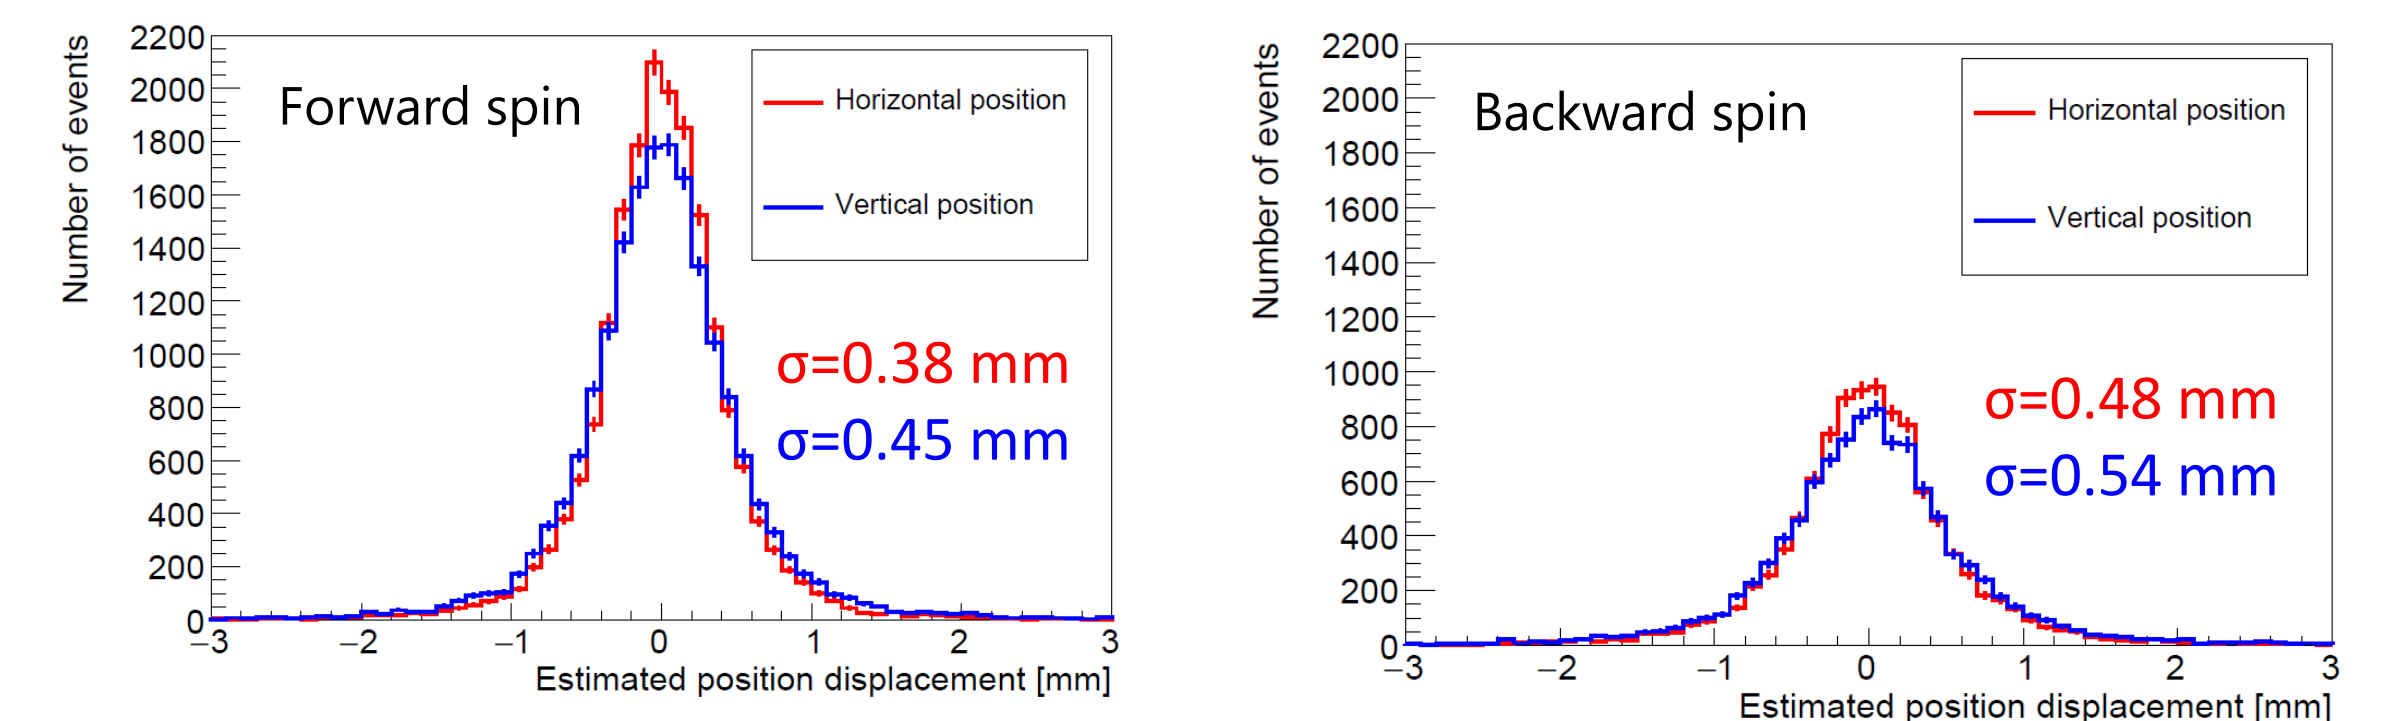 Number of events
2200
2000
1800
1600
1400
1200
1000
800
600
400
200
0
Forward spin
Horizontal position
Vertical position
σ=0.38 mm
σ=0.45 mm
−3 −2 −1 0 1 2 3
Estimated position displacement [mm]
Number of events
2200
2000
1800
1600
1400
1200
1000
800
600
400
200
0
Backward spin
Horizontal position
Vertical position
σ=0.48 mm
σ=0.54 mm
−3 −2 −1 0 1 2 3
Estimated position displacement [mm]